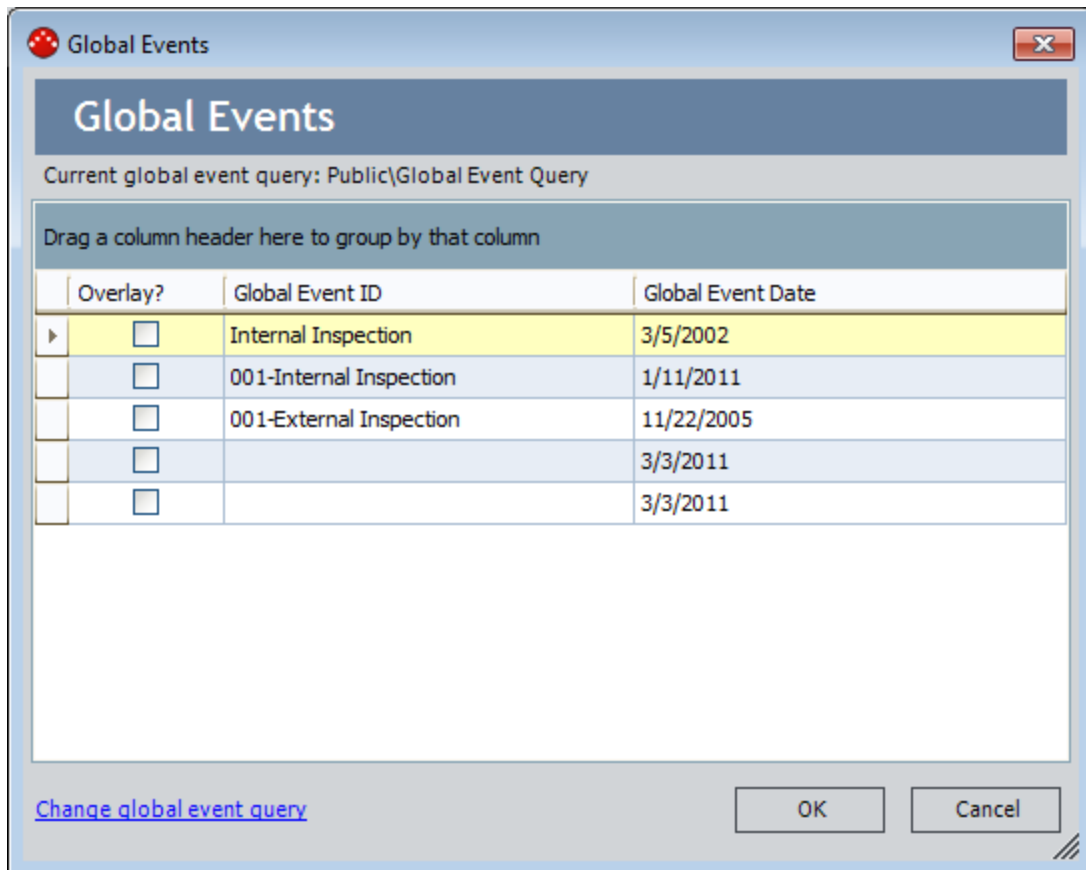 Global Events
Global Events
Current global event query: Public\Global Event Query
Drag a column header here to group by that column
Overlay? Global Event ID Global Event Date
Internal Inspection 3/5/2002
001-Internal Inspection 1/11/2011
001-External Inspection 11/22/2005
3/3/2011
3/3/2011
Change global event query OK Cancel